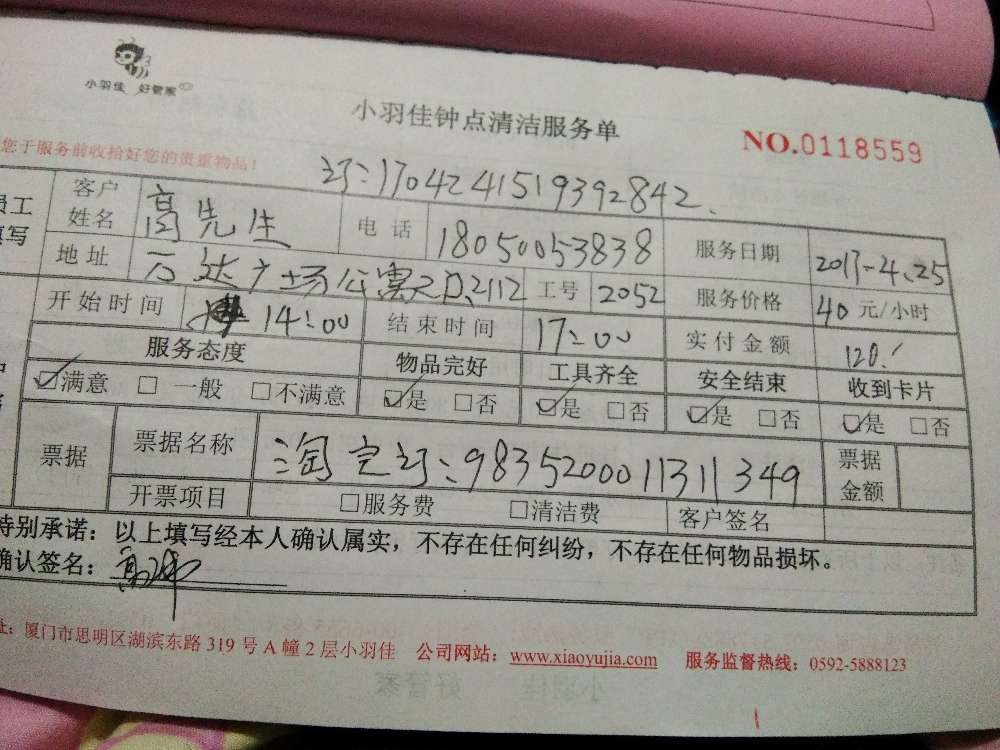 小羽佳 好管家
小羽佳钟点清洁服务单
NO.0118559
您于服务前收拾好您的贵重物品!
订:1704241519392842.
员工填写
客户姓名 高先生 电话 18050053838 服务日期 2017-4.25
地址 万达广场公寓 2112 工号 2052 服务价格 40 元/小时
开始时间 14:00 结束时间 17:00 实付金额 120.
服务态度 物品完好 工具齐全 安全结束 收到卡片
☑满意 □一般 □不满意 ☑是 □否 ☑是 □否 ☑是 □否 ☑是 □否
票据 票据名称 淘宝订:9835200011311349 票据金额
开票项目 □服务费 □清洁费 客户签名
特别承诺:以上填写经本人确认属实,不存在任何纠纷,不存在任何物品损坏。
确认签名:
址:厦门市思明区湖滨东路 319 号 A 幢 2 层小羽佳 公司网站:www.xiaoyujia.com 服务监督热线:0592-5888123